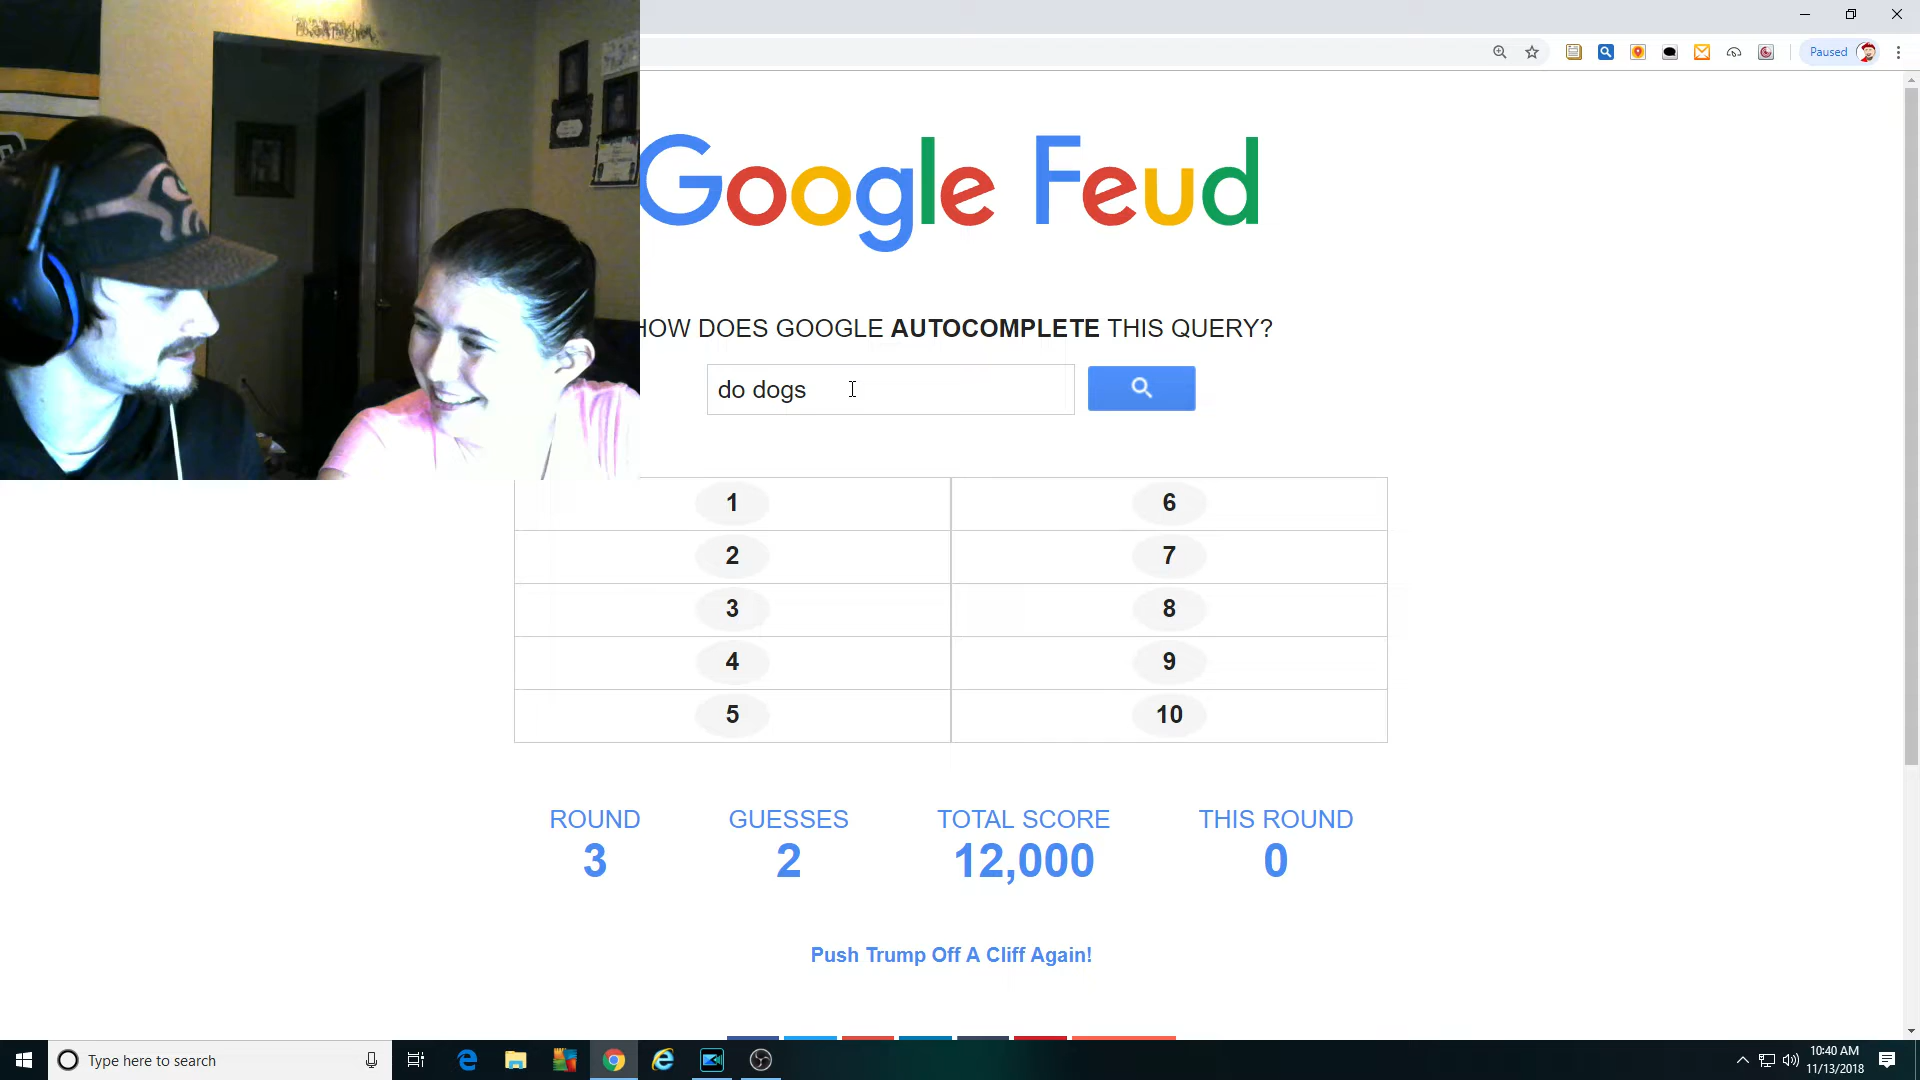 Paused
Google Feud
HOW DOES GOOGLE AUTOCOMPLETE THIS QUERY?
do dogs
1 6
2 7
3 8
4 9
5 10
ROUND GUESSES TOTAL SCORE THIS ROUND
3 2 12,000 0
Push Trump Off A Cliff Again!
Type here to search
10:40 AM
11/13/2018